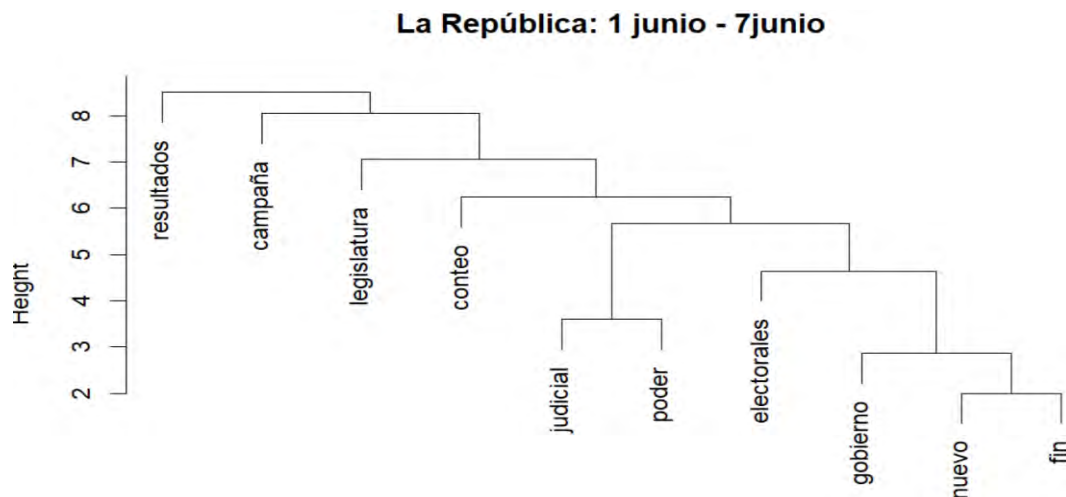 La República: 1 junio - 7junio
Height
8
7
6
5
4
3
2
resultados
campaña
legislatura
conteo
judicial
poder
electorales
gobierno
nuevo
fin